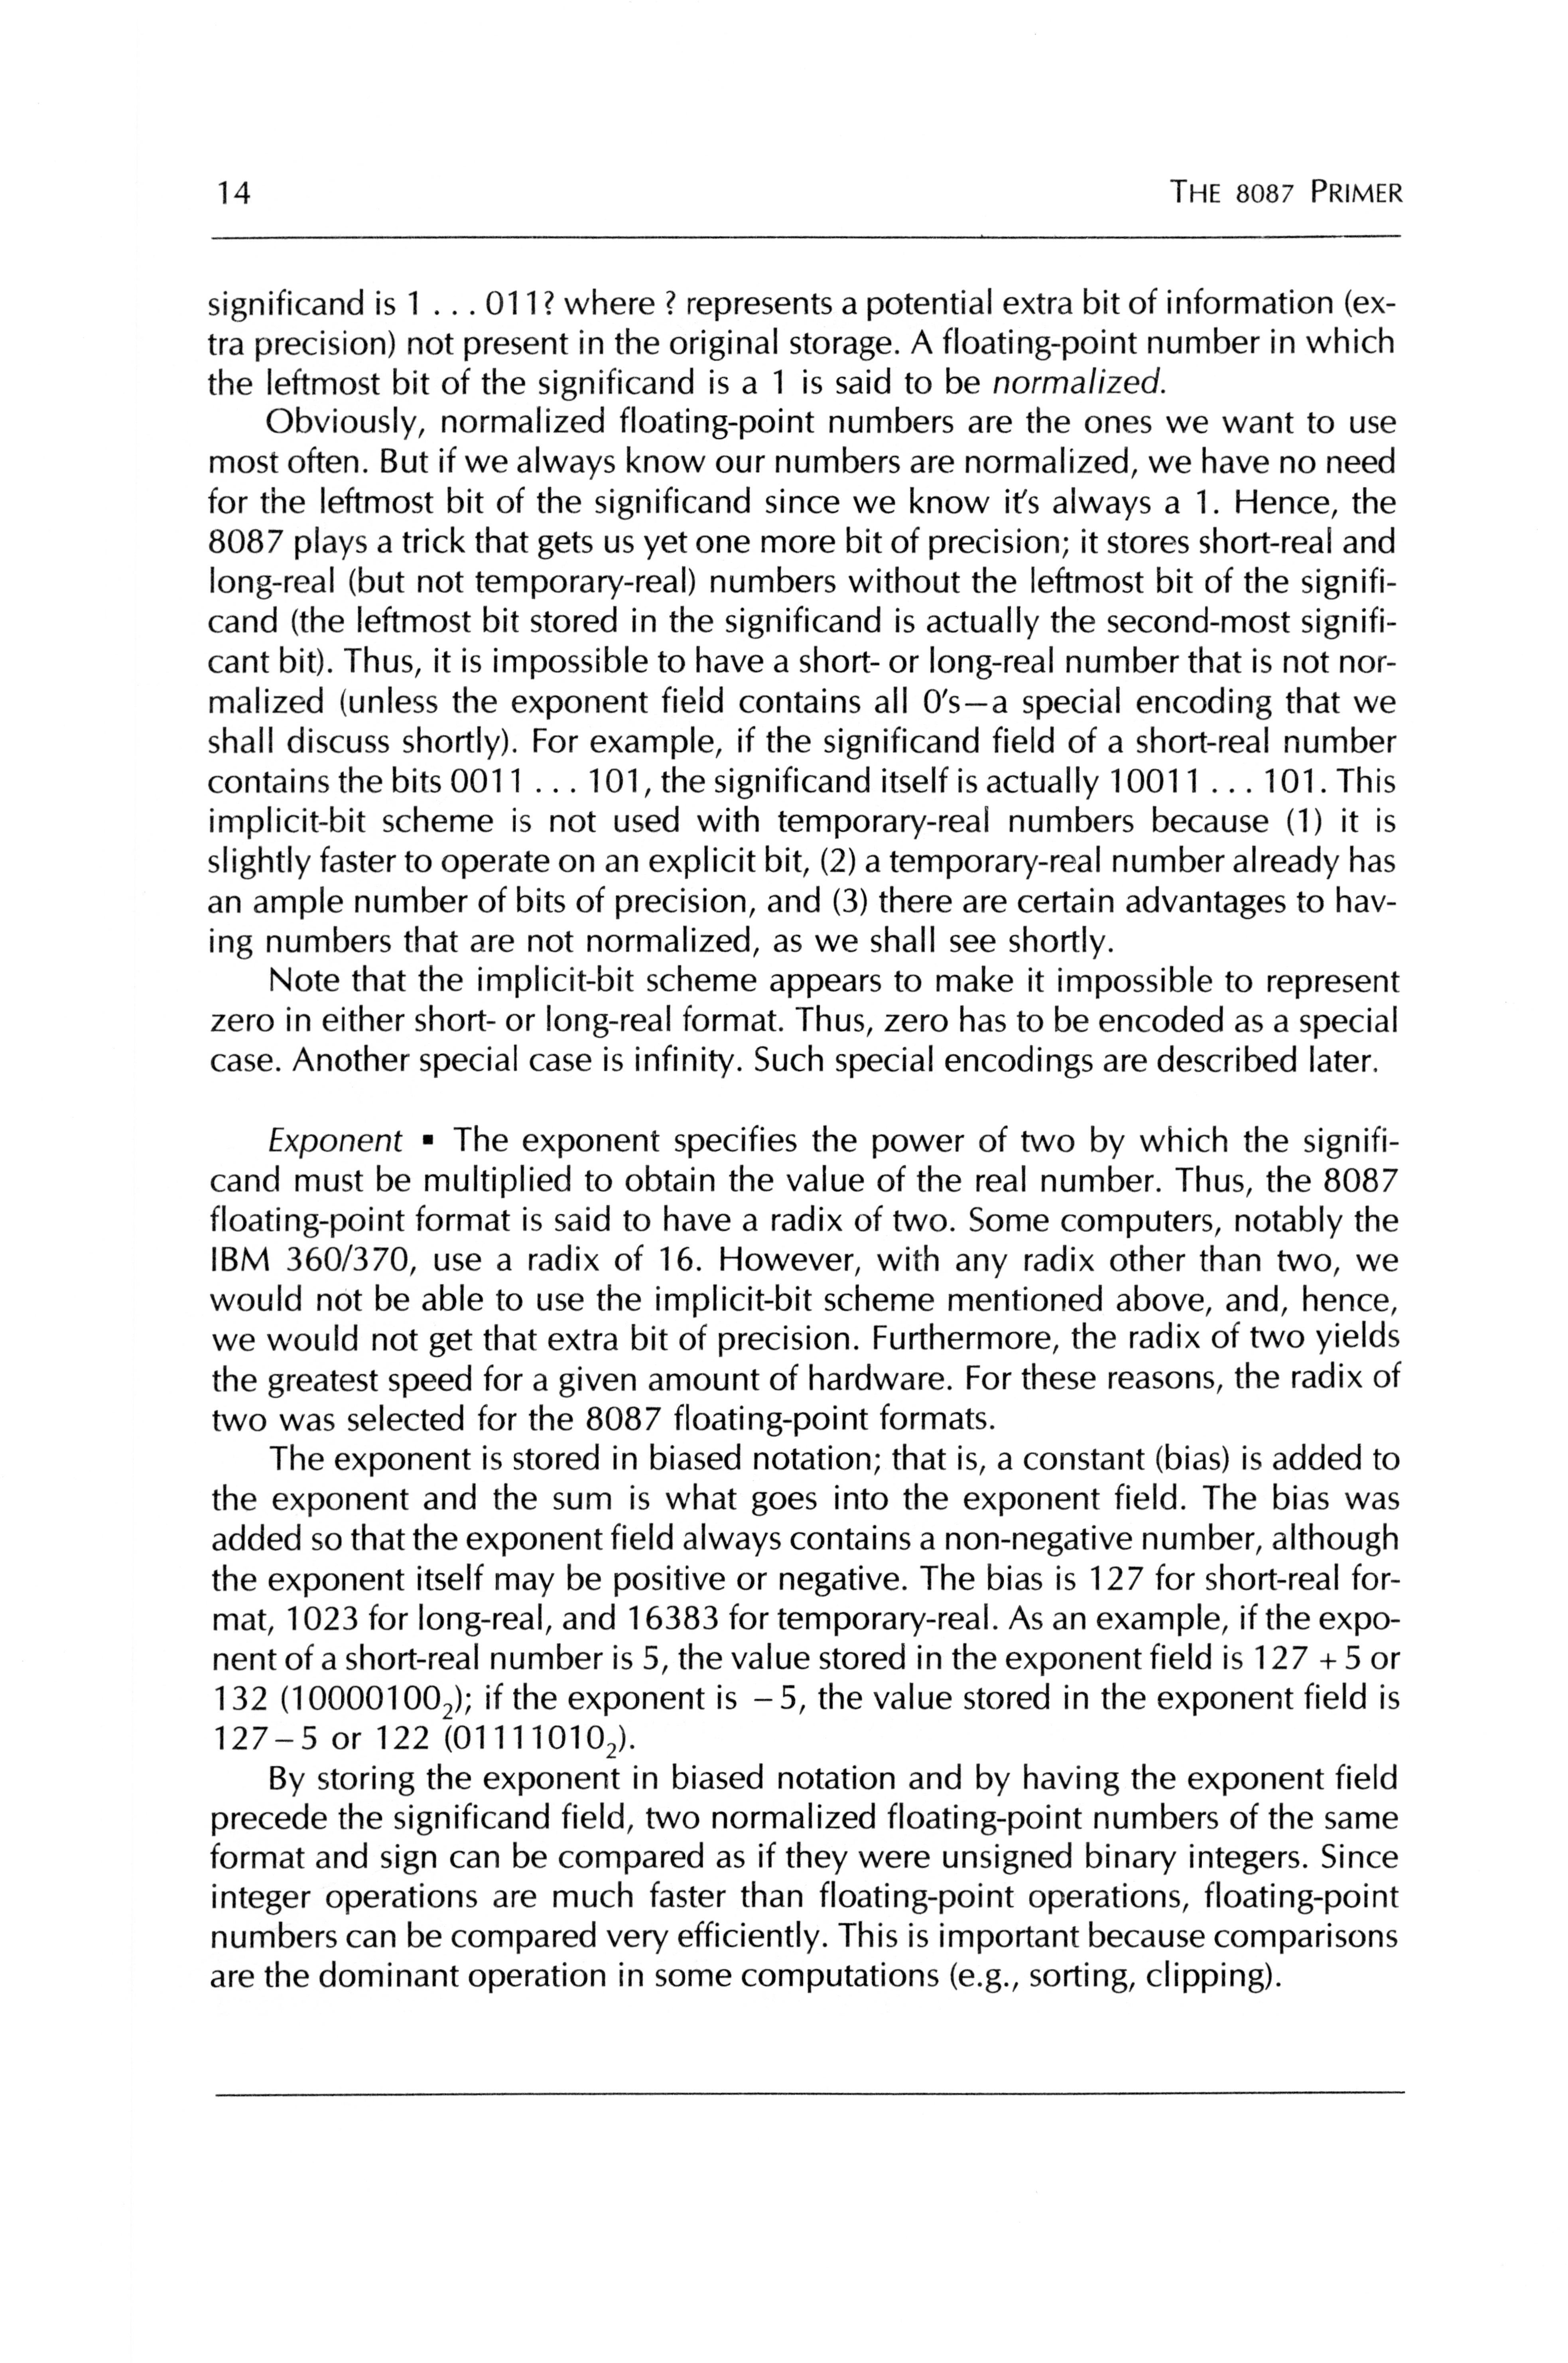 14 THE 8087 PRIMER
significand is 1 . . . 011? where ? represents a potential extra bit of information (ex-
tra precision) not present in the original storage. A floating-point number in which
the leftmost bit of the significand is a 1 is said to be normalized.
Obviously, normalized floating-point numbers are the ones we want to use
most often. But if we always know our numbers are normalized, we have no need
for the leftmost bit of the significand since we know it's always a 1. Hence, the
8087 plays a trick that gets us yet one more bit of precision; it stores short-real and
long-real (but not temporary-real) numbers without the leftmost bit of the signifi-
cand (the leftmost bit stored in the significand is actually the second-most signifi-
cant bit). Thus, it is impossible to have a short- or long-real number that is not nor-
malized (unless the exponent field contains all 0's—a special encoding that we
shall discuss shortly). For example, if the significand field of a short-real number
contains the bits 0011 . . . 101, the significand itself is actually 10011 . . . 101. This
implicit-bit scheme is not used with temporary-real numbers because (1) it is
slightly faster to operate on an explicit bit, (2) a temporary-real number already has
an ample number of bits of precision, and (3) there are certain advantages to hav-
ing numbers that are not normalized, as we shall see shortly.
Note that the implicit-bit scheme appears to make it impossible to represent
zero in either short- or long-real format. Thus, zero has to be encoded as a special
case. Another special case is infinity. Such special encodings are described later.
Exponent ▪ The exponent specifies the power of two by which the signifi-
cand must be multiplied to obtain the value of the real number. Thus, the 8087
floating-point format is said to have a radix of two. Some computers, notably the
IBM 360/370, use a radix of 16. However, with any radix other than two, we
would not be able to use the implicit-bit scheme mentioned above, and, hence,
we would not get that extra bit of precision. Furthermore, the radix of two yields
the greatest speed for a given amount of hardware. For these reasons, the radix of
two was selected for the 8087 floating-point formats.
The exponent is stored in biased notation; that is, a constant (bias) is added to
the exponent and the sum is what goes into the exponent field. The bias was
added so that the exponent field always contains a non-negative number, although
the exponent itself may be positive or negative. The bias is 127 for short-real for-
mat, 1023 for long-real, and 16383 for temporary-real. As an example, if the expo-
nent of a short-real number is 5, the value stored in the exponent field is 127 + 5 or
132 (10000100₂); if the exponent is − 5, the value stored in the exponent field is
127−5 or 122 (01111010₂).
By storing the exponent in biased notation and by having the exponent field
precede the significand field, two normalized floating-point numbers of the same
format and sign can be compared as if they were unsigned binary integers. Since
integer operations are much faster than floating-point operations, floating-point
numbers can be compared very efficiently. This is important because comparisons
are the dominant operation in some computations (e.g., sorting, clipping).